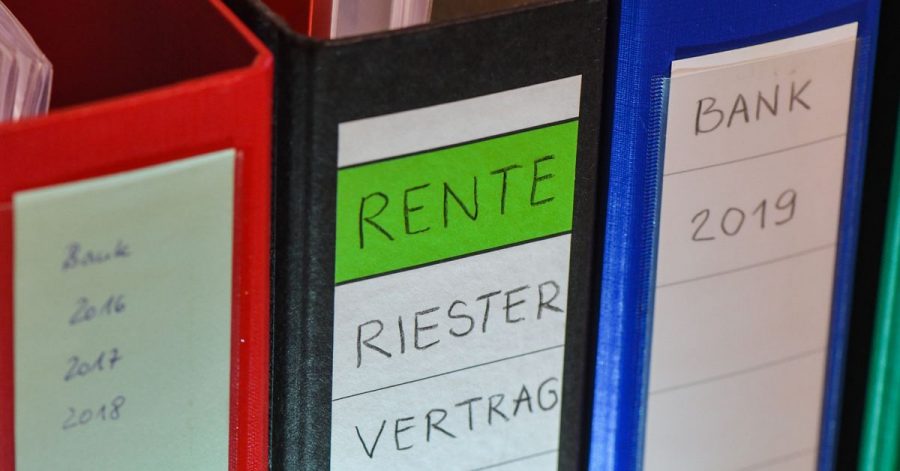 Bank
2016
2017
2018
RENTE
RIESTER
VERTRAG
BANK
2019